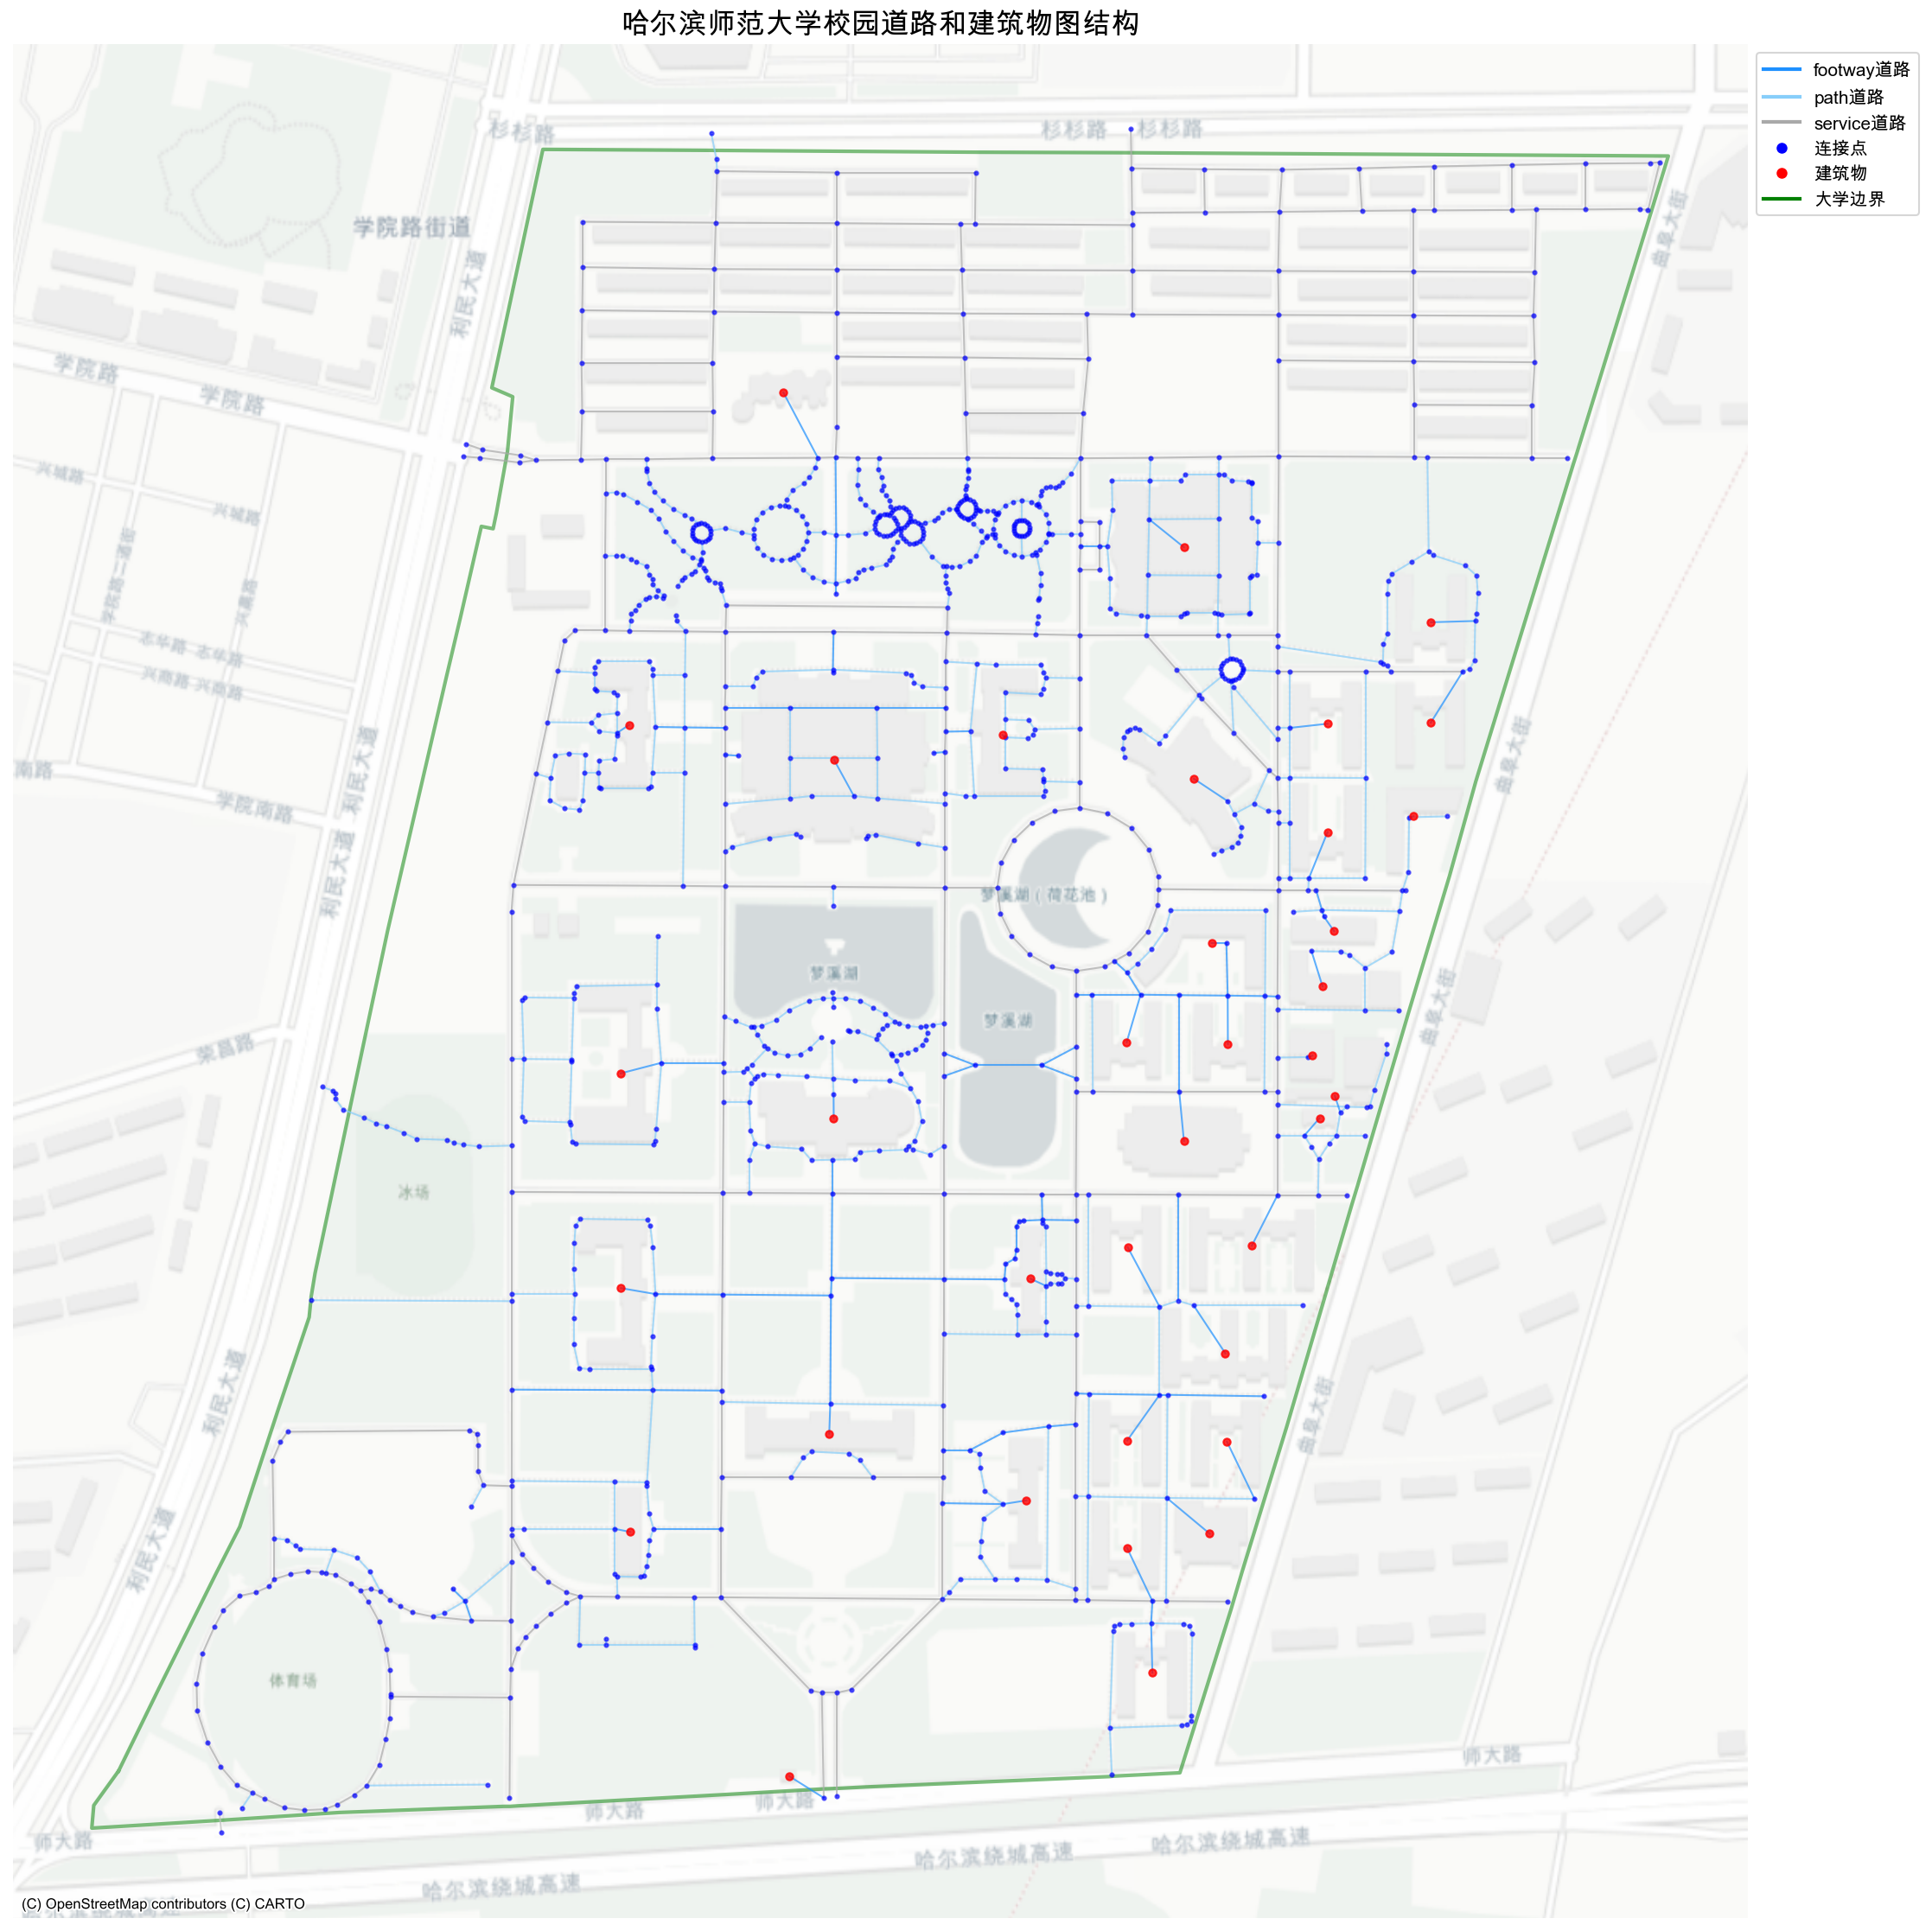 哈尔滨师范大学校园道路和建筑物图结构
footway道路
path道路
service道路
连接点
建筑物
大学边界
杉杉路
杉杉路
杉杉路
学院路街道
曲阜大街
利民大道
学院路
学院路
兴城路
兴城路
学院路二道街
兴嘉路
志华路
志华路
兴商路
兴商路
利民大道
曲阜大街
南路
学院南路
利民大道
梦溪湖（荷花池）
梦溪湖
梦溪湖
曲阜大街
荣昌路
冰场
利民大道
曲阜大街
利民大道
体育场
师大路
师大路
师大路
师大路
哈尔滨绕城高速
哈尔滨绕城高速
哈尔滨绕城高速
(C) OpenStreetMap contributors (C) CARTO